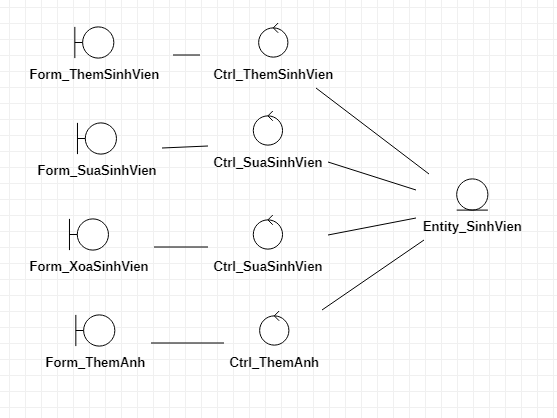 Form_ThemSinhVien
Ctrl_ThemSinhVien
Form_SuaSinhVien
Ctrl_SuaSinhVien
Entity_SinhVien
Form_XoaSinhVien
Ctrl_SuaSinhVien
Form_ThemAnh
Ctrl_ThemAnh